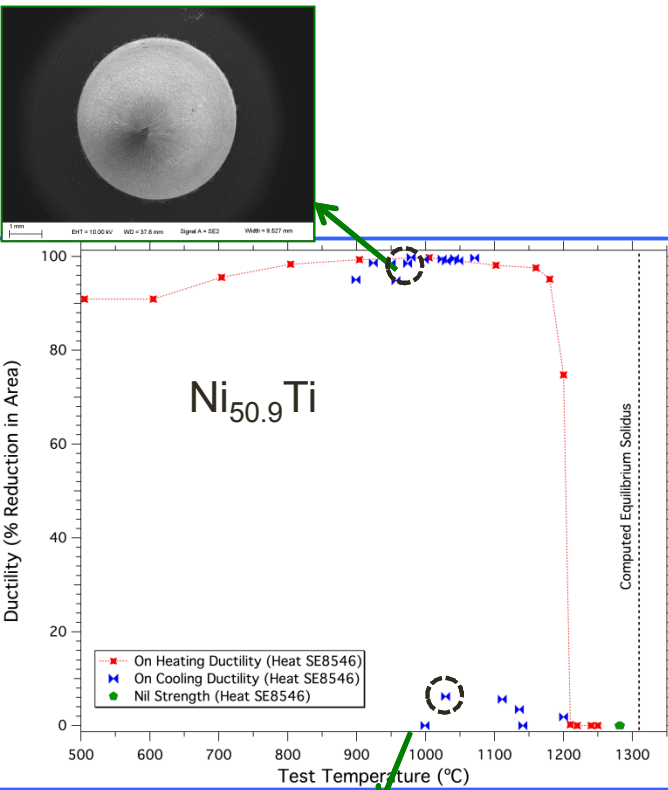 1 mm
EHT = 10.00 kV WD = 37.6 mm Signal A = SE2 Width = 9.527 mm
100
80
60
40
20
0
Ductility (% Reduction in Area)
Ni50.9Ti
Computed Equilibrium Solidus
On Heating Ductility (Heat SE8546)
On Cooling Ductility (Heat SE8546)
Nil Strength (Heat SE8546)
500 600 700 800 900 1000 1100 1200 1300
Test Temperature (ºC)